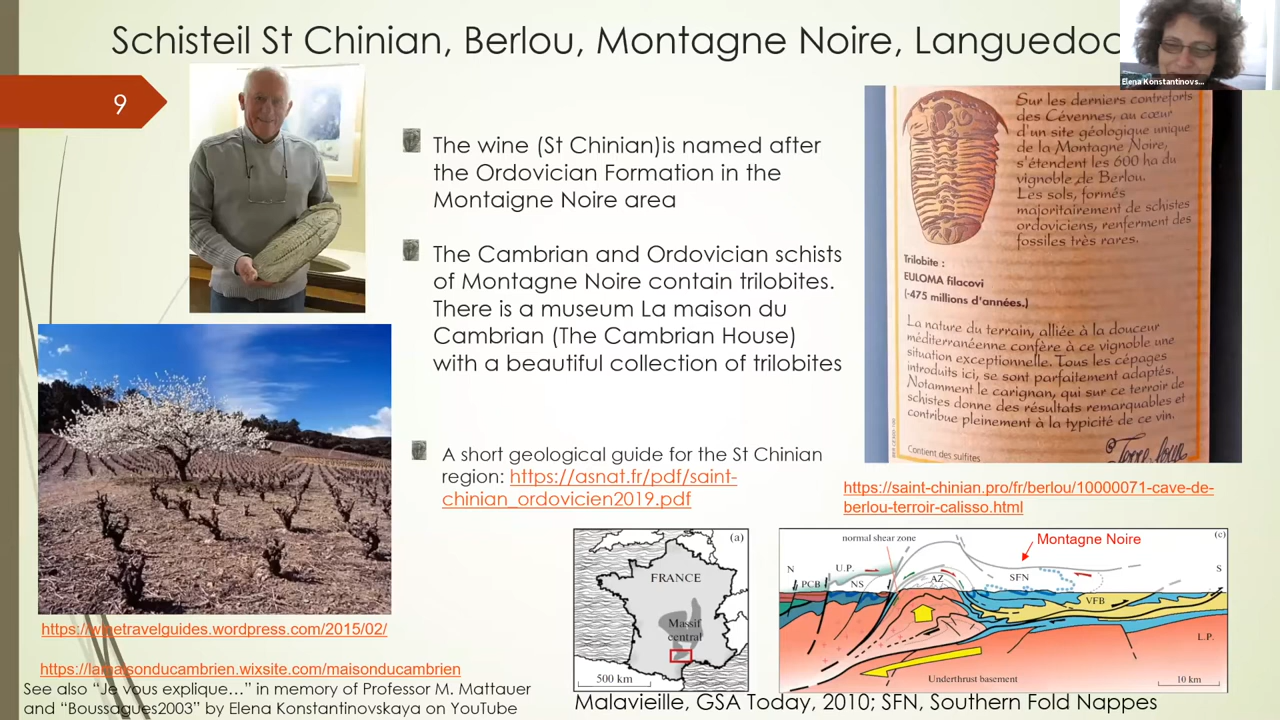 Schisteil St Chinian, Berlou, Montagne Noire, Languedoc
Elena Konstantinovs...
9
The wine (St Chinian)is named after
the Ordovician Formation in the
Montaigne Noire area
The Cambrian and Ordovician schists
of Montagne Noire contain trilobites.
There is a museum La maison du
Cambrian (The Cambrian House)
with a beautiful collection of trilobites
A short geological guide for the St Chinian
region: https://asnat.fr/pdf/saint-
chinian_ordovicien2019.pdf
Sur les derniers contreforts
des Cévennes, au cœur
d'un site géologique unique
de la Montagne Noire,
s'étendent les 600 ha du
vignoble de Berlou.
Les sols, formés
majoritairement de schistes
ordoviciens, renferment des
fossiles très rares.
Trilobite :
EULOMA filacovi
(-475 millions d'années.)
La nature du terrain, alliée à la douceur
méditerranéenne confère à ce vignoble une
situation exceptionnelle. Tous les cépages
introduits ici, se sont parfaitement adaptés.
Notamment le carignan, qui sur ce terroir de
schistes donne des résultats remarquables et
contribue pleinement à la typicité de ce vin.
Contient des sulfites
https://saint-chinian.pro/fr/berlou/10000071-cave-de-
berlou-terroir-calisso.html
https://winetravelguides.wordpress.com/2015/02/
https://lamaisonducambrien.wixsite.com/maisonducambrien
See also "Je vous explique..." in memory of Professor M. Mattauer
and "Boussagues2003" by Elena Konstantinovskaya on YouTube
(a)
FRANCE
Massif
central
500 km
normal shear zone
Montagne Noire
(c)
N
U.P.
PCB
NS
AZ
SFN
S
VFB
L.P.
Underthrust basement
10 km
Malavieille, GSA Today, 2010; SFN, Southern Fold Nappes